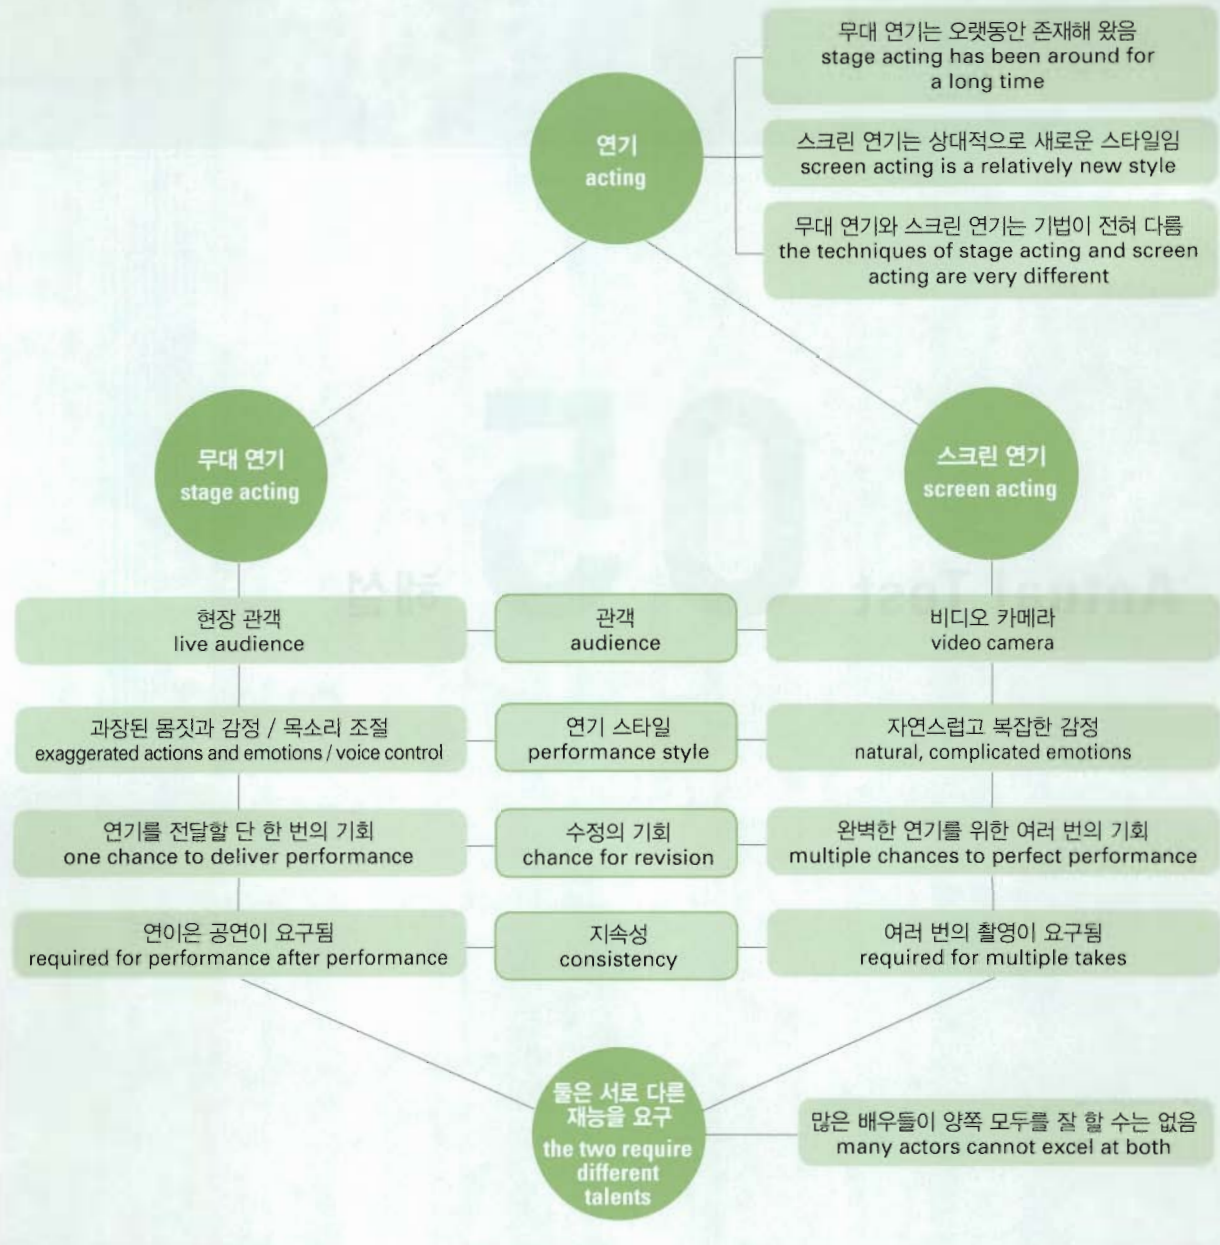 무대 연기는 오랫동안 존재해 왔음
stage acting has been around for
a long time
연기
acting
스크린 연기는 상대적으로 새로운 스타일임
screen acting is a relatively new style
무대 연기와 스크린 연기는 기법이 전혀 다름
the techniques of stage acting and screen
acting are very different
무대 연기
stage acting
스크린 연기
screen acting
05
Actual Test
해설
현장 관객
live audience
관객
audience
비디오 카메라
video camera
과장된 몸짓과 감정 / 목소리 조절
exaggerated actions and emotions / voice control
연기 스타일
performance style
자연스럽고 복잡한 감정
natural, complicated emotions
연기를 전달할 단 한 번의 기회
one chance to deliver performance
수정의 기회
chance for revision
완벽한 연기를 위한 여러 번의 기회
multiple chances to perfect performance
연이은 공연이 요구됨
required for performance after performance
지속성
consistency
여러 번의 촬영이 요구됨
required for multiple takes
둘은 서로 다른
재능을 요구
the two require
different
talents
많은 배우들이 양쪽 모두를 잘 할 수는 없음
many actors cannot excel at both